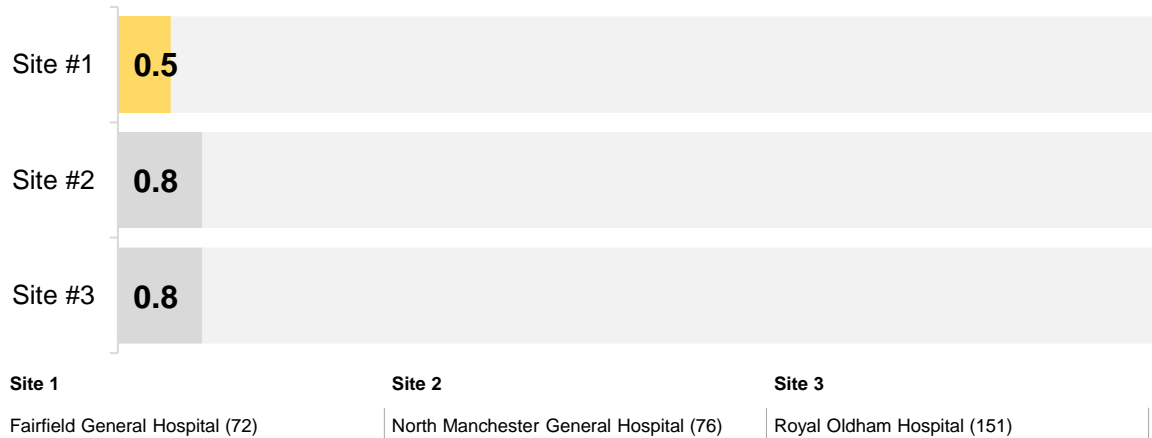 Site #1 0.5
Site #2 0.8
Site #3 0.8
Site 1 Site 2 Site 3
Fairfield General Hospital (72) North Manchester General Hospital (76) Royal Oldham Hospital (151)